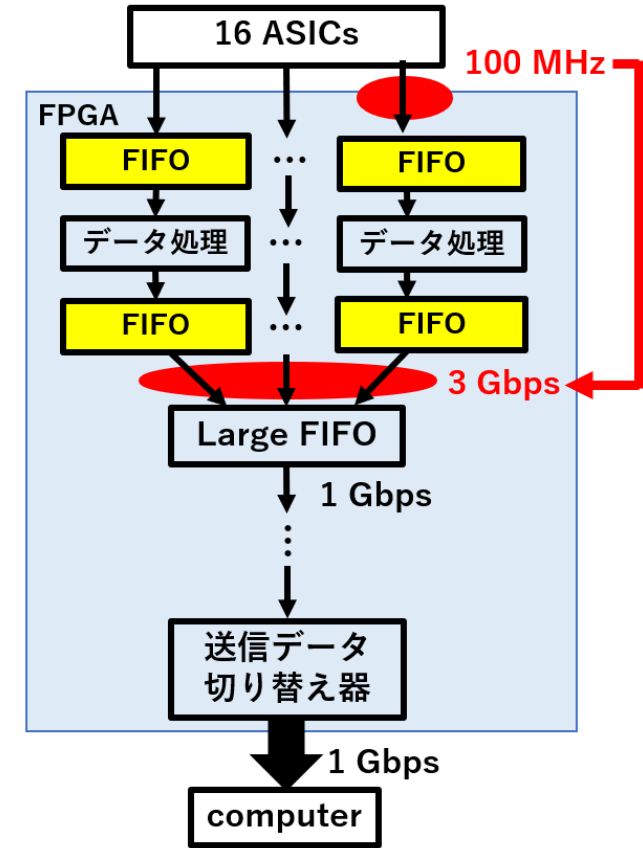 16 ASICs
100 MHz
FPGA
FIFO
…
FIFO
データ処理
…
データ処理
FIFO
…
FIFO
3 Gbps
Large FIFO
1 Gbps
…
送信データ
切り替え器
1 Gbps
computer